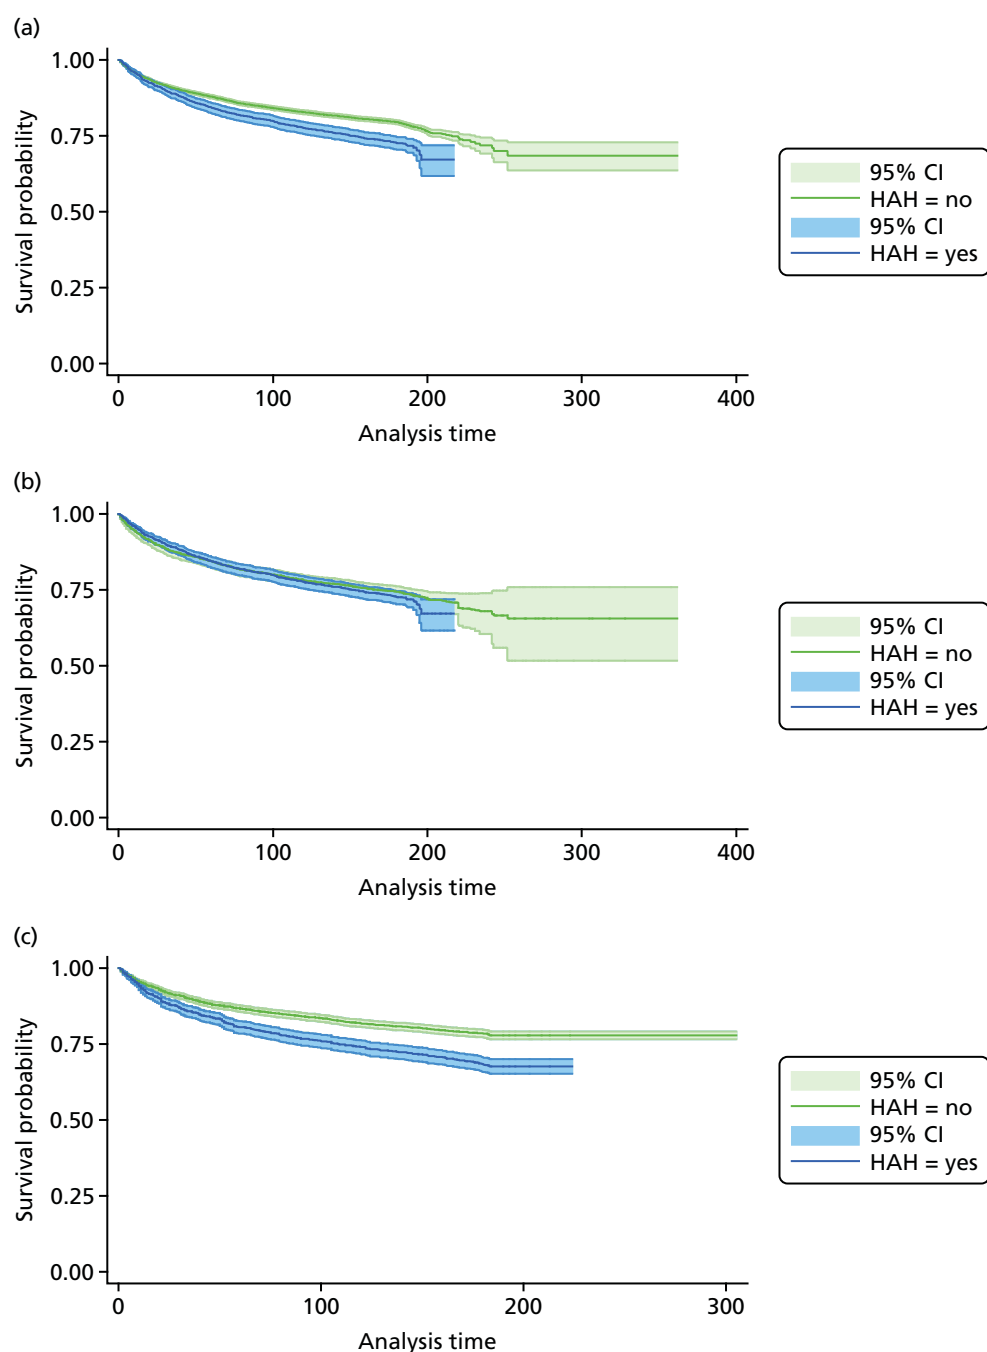 (a)
1.00
0.75
0.50
0.25
0.00
Survival probability
0 100 200 300 400
Analysis time
95% CI
HAH = no
95% CI
HAH = yes
(b)
1.00
0.75
0.50
0.25
0.00
Survival probability
0 100 200 300 400
Analysis time
95% CI
HAH = no
95% CI
HAH = yes
(c)
1.00
0.75
0.50
0.25
0.00
Survival probability
0 100 200 300
Analysis time
95% CI
HAH = no
95% CI
HAH = yes